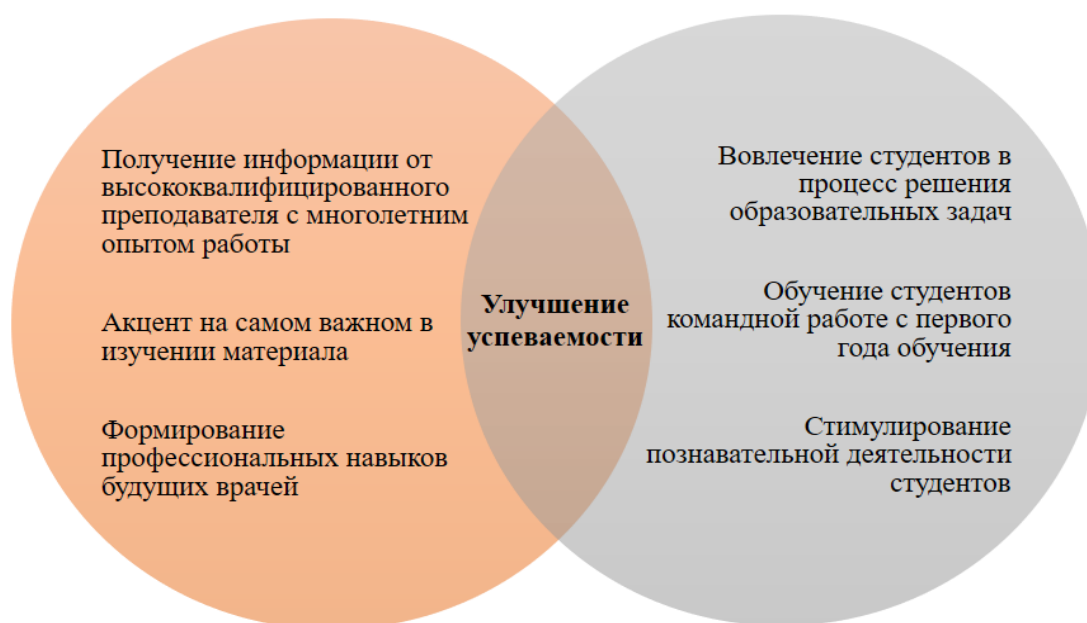 Получение информации от
высококвалифицированного
преподавателя с многолетним
опытом работы
Акцент на самом важном в
изучении материала
Формирование
профессиональных навыков
будущих врачей
Улучшение
успеваемости
Вовлечение студентов в
процесс решения
образовательных задач
Обучение студентов
командной работе с первого
года обучения
Стимулирование
познавательной деятельности
студентов